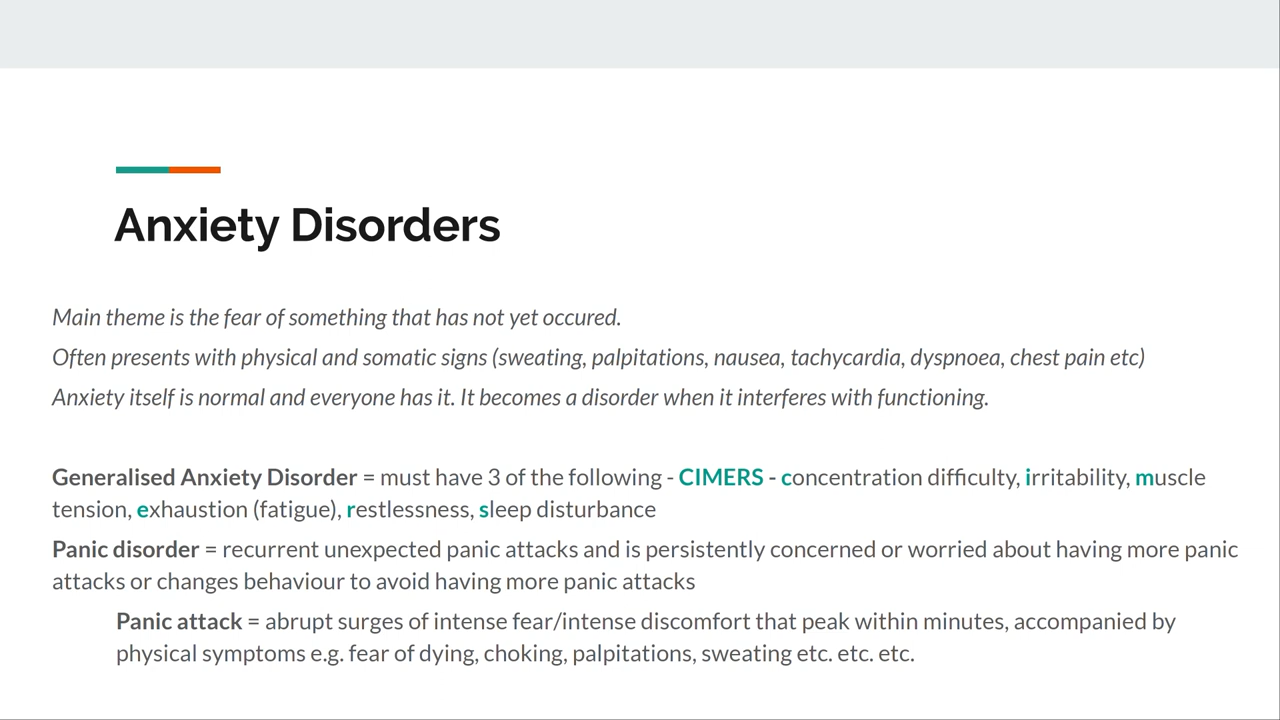 Anxiety Disorders
Main theme is the fear of something that has not yet occured.
Often presents with physical and somatic signs (sweating, palpitations, nausea, tachycardia, dyspnoea, chest pain etc)
Anxiety itself is normal and everyone has it. It becomes a disorder when it interferes with functioning.
Generalised Anxiety Disorder = must have 3 of the following - CIMERS - concentration difficulty, irritability, muscle
tension, exhaustion (fatigue), restlessness, sleep disturbance
Panic disorder = recurrent unexpected panic attacks and is persistently concerned or worried about having more panic
attacks or changes behaviour to avoid having more panic attacks
Panic attack = abrupt surges of intense fear/intense discomfort that peak within minutes, accompanied by
physical symptoms e.g. fear of dying, choking, palpitations, sweating etc. etc. etc.